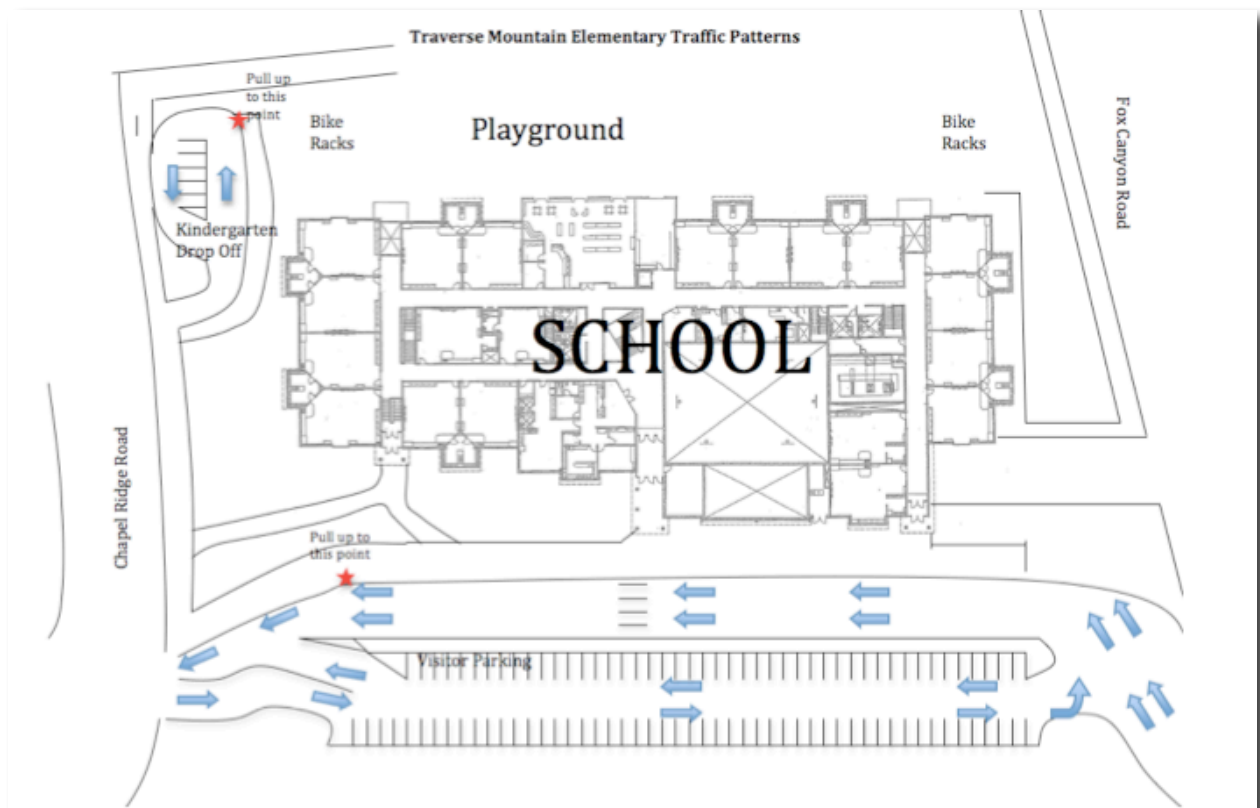 Traverse Mountain Elementary Traffic Patterns
Pull up
to this
point
Bike
Racks
Playground
Bike
Racks
Fox Canyon Road
Kindergarten
Drop Off
SCHOOL
Chapel Ridge Road
Pull up to
this point
Visitor Parking